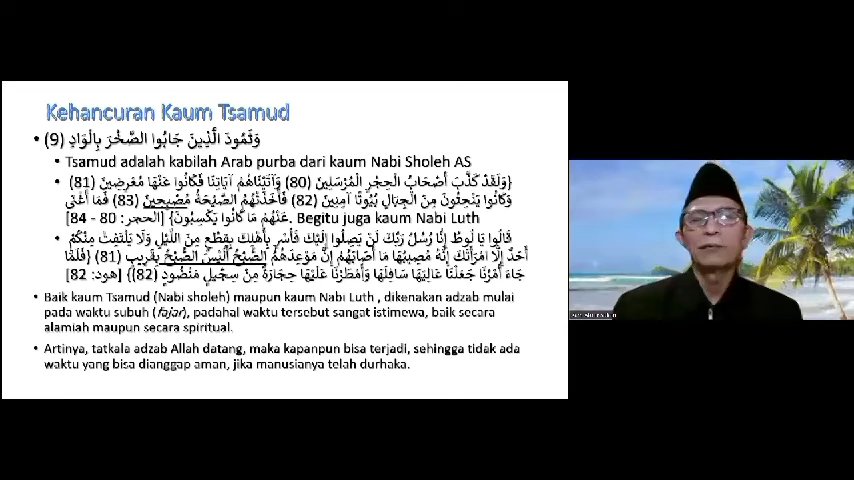 Kehancuran Kaum Tsamud
• وَثَمُودَ الَّذِينَ جَابُوا الصَّخْرَ بِالْوَادِ (9)
• Tsamud adalah kabilah Arab purba dari kaum Nabi Sholeh AS
• {وَلَقَدْ كَذَّبَ أَصْحَابُ الْحِجْرِ الْمُرْسَلِينَ (80) وَآتَيْنَاهُمْ آيَاتِنَا فَكَانُوا عَنْهَا مُعْرِضِينَ (81)
وَكَانُوا يَنْحِتُونَ مِنَ الْجِبَالِ بُيُوتًا آمِنِينَ (82) فَأَخَذَتْهُمُ الصَّيْحَةُ مُصْبِحِينَ (83) فَمَا أَغْنَى
عَنْهُمْ مَا كَانُوا يَكْسِبُونَ} [الحجر: 80 - 84]. Begitu juga kaum Nabi Luth
• قَالُوا يَا لُوطُ إِنَّا رُسُلُ رَبِّكَ لَنْ يَصِلُوا إِلَيْكَ فَأَسْرِ بِأَهْلِكَ بِقِطْعٍ مِنَ اللَّيْلِ وَلَا يَلْتَفِتْ مِنْكُمْ
أَحَدٌ إِلَّا امْرَأَتَكَ إِنَّهُ مُصِيبُهَا مَا أَصَابَهُمْ إِنَّ مَوْعِدَهُمُ الصُّبْحُ أَلَيْسَ الصُّبْحُ بِقَرِيبٍ (81) {فَلَمَّا
جَاءَ أَمْرُنَا جَعَلْنَا عَالِيَهَا سَافِلَهَا وَأَمْطَرْنَا عَلَيْهَا حِجَارَةً مِنْ سِجِّيلٍ مَنْضُودٍ (82)} [هود: 82]
• Baik kaum Tsamud (Nabi sholeh) maupun kaum Nabi Luth , dikenakan adzab mulai
pada waktu subuh (fajar), padahal waktu tersebut sangat istimewa, baik secara
alamiah maupun secara spiritual.
• Artinya, tatkala adzab Allah datang, maka kapanpun bisa terjadi, sehingga tidak ada
waktu yang bisa dianggap aman, jika manusianya telah durhaka.